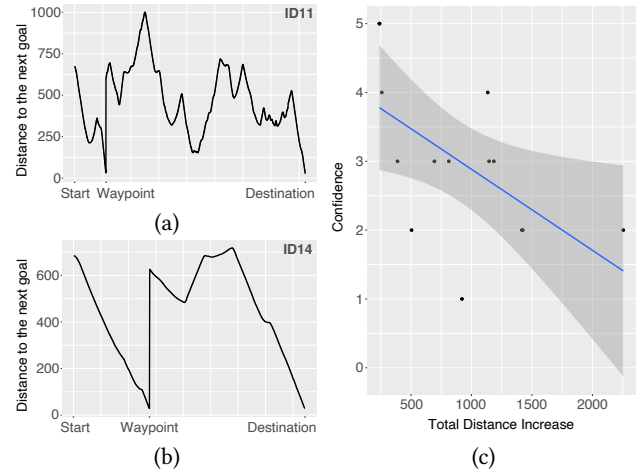 ID11
Distance to the next goal
1000
750
500
250
0
Start Waypoint Destination
(a)
ID14
Distance to the next goal
600
400
200
0
Start Waypoint Destination
(b)
Confidence
5
4
3
2
1
0
500 1000 1500 2000
Total Distance Increase
(c)